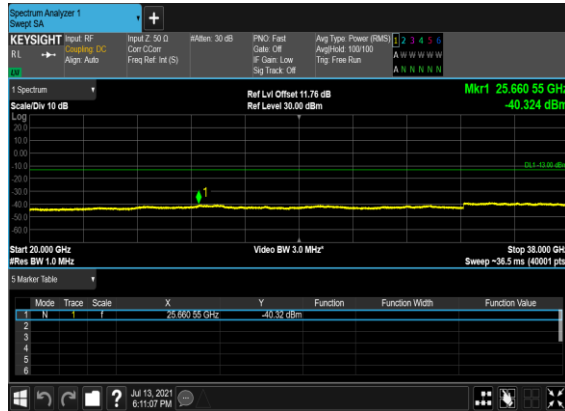 Spectrum Analyzer 1
Swept SA
+
KEYSIGHT Input: RF Input Z: 50 Ω #Atten: 30 dB PNO: Fast Avg Type: Power (RMS) 1 2 3 4 5 6
RL Coupling: DC Corr CCorr Gate: Off Avg|Hold: 100/100 A W W W W W
Align: Auto Freq Ref: Int (S) IF Gain: Low Trig: Free Run A N N N N N
Sig Track: Off
1 Spectrum Ref Lvl Offset 11.76 dB Mkr1 25.660 55 GHz
Scale/Div 10 dB Ref Level 30.00 dBm -40.324 dBm
Log
20.0
10.0
0.00
-10.0
DL1 -13.00 dBm
-20.0
-30.0
1
-40.0
-50.0
-60.0
Start 20.000 GHz Video BW 3.0 MHz* Stop 38.000 GHz
#Res BW 1.0 MHz Sweep ~36.5 ms (40001 pts)
5 Marker Table
Mode Trace Scale X Y Function Function Width Function Value
1 N 1 f 25.660 55 GHz -40.32 dBm
2
3
4
5
6
? Jul 13, 2021
6:11:07 PM